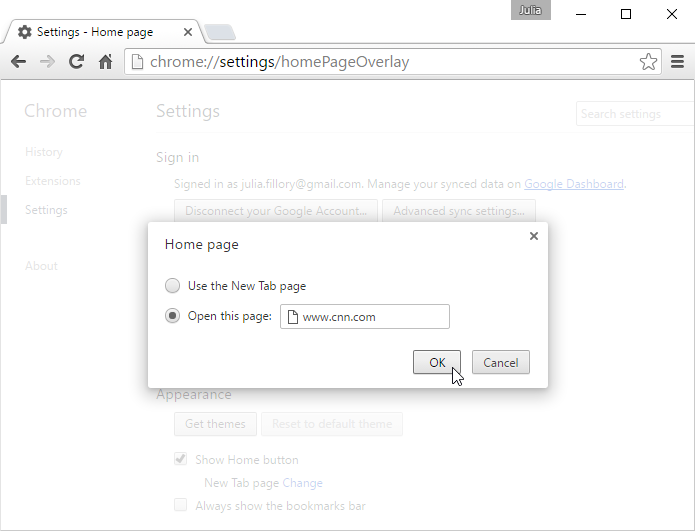 Julia
Settings - Home page
chrome://settings/homePageOverlay
Chrome
Settings
Search settings
History
Extensions
Settings
About
Sign in
Signed in as julia.fillory@gmail.com. Manage your synced data on Google Dashboard.
Disconnect your Google Account... Advanced sync settings...
Home page
Use the New Tab page
Open this page: www.cnn.com
OK Cancel
Appearance
Get themes Reset to default theme
Show Home button
New Tab page Change
Always show the bookmarks bar